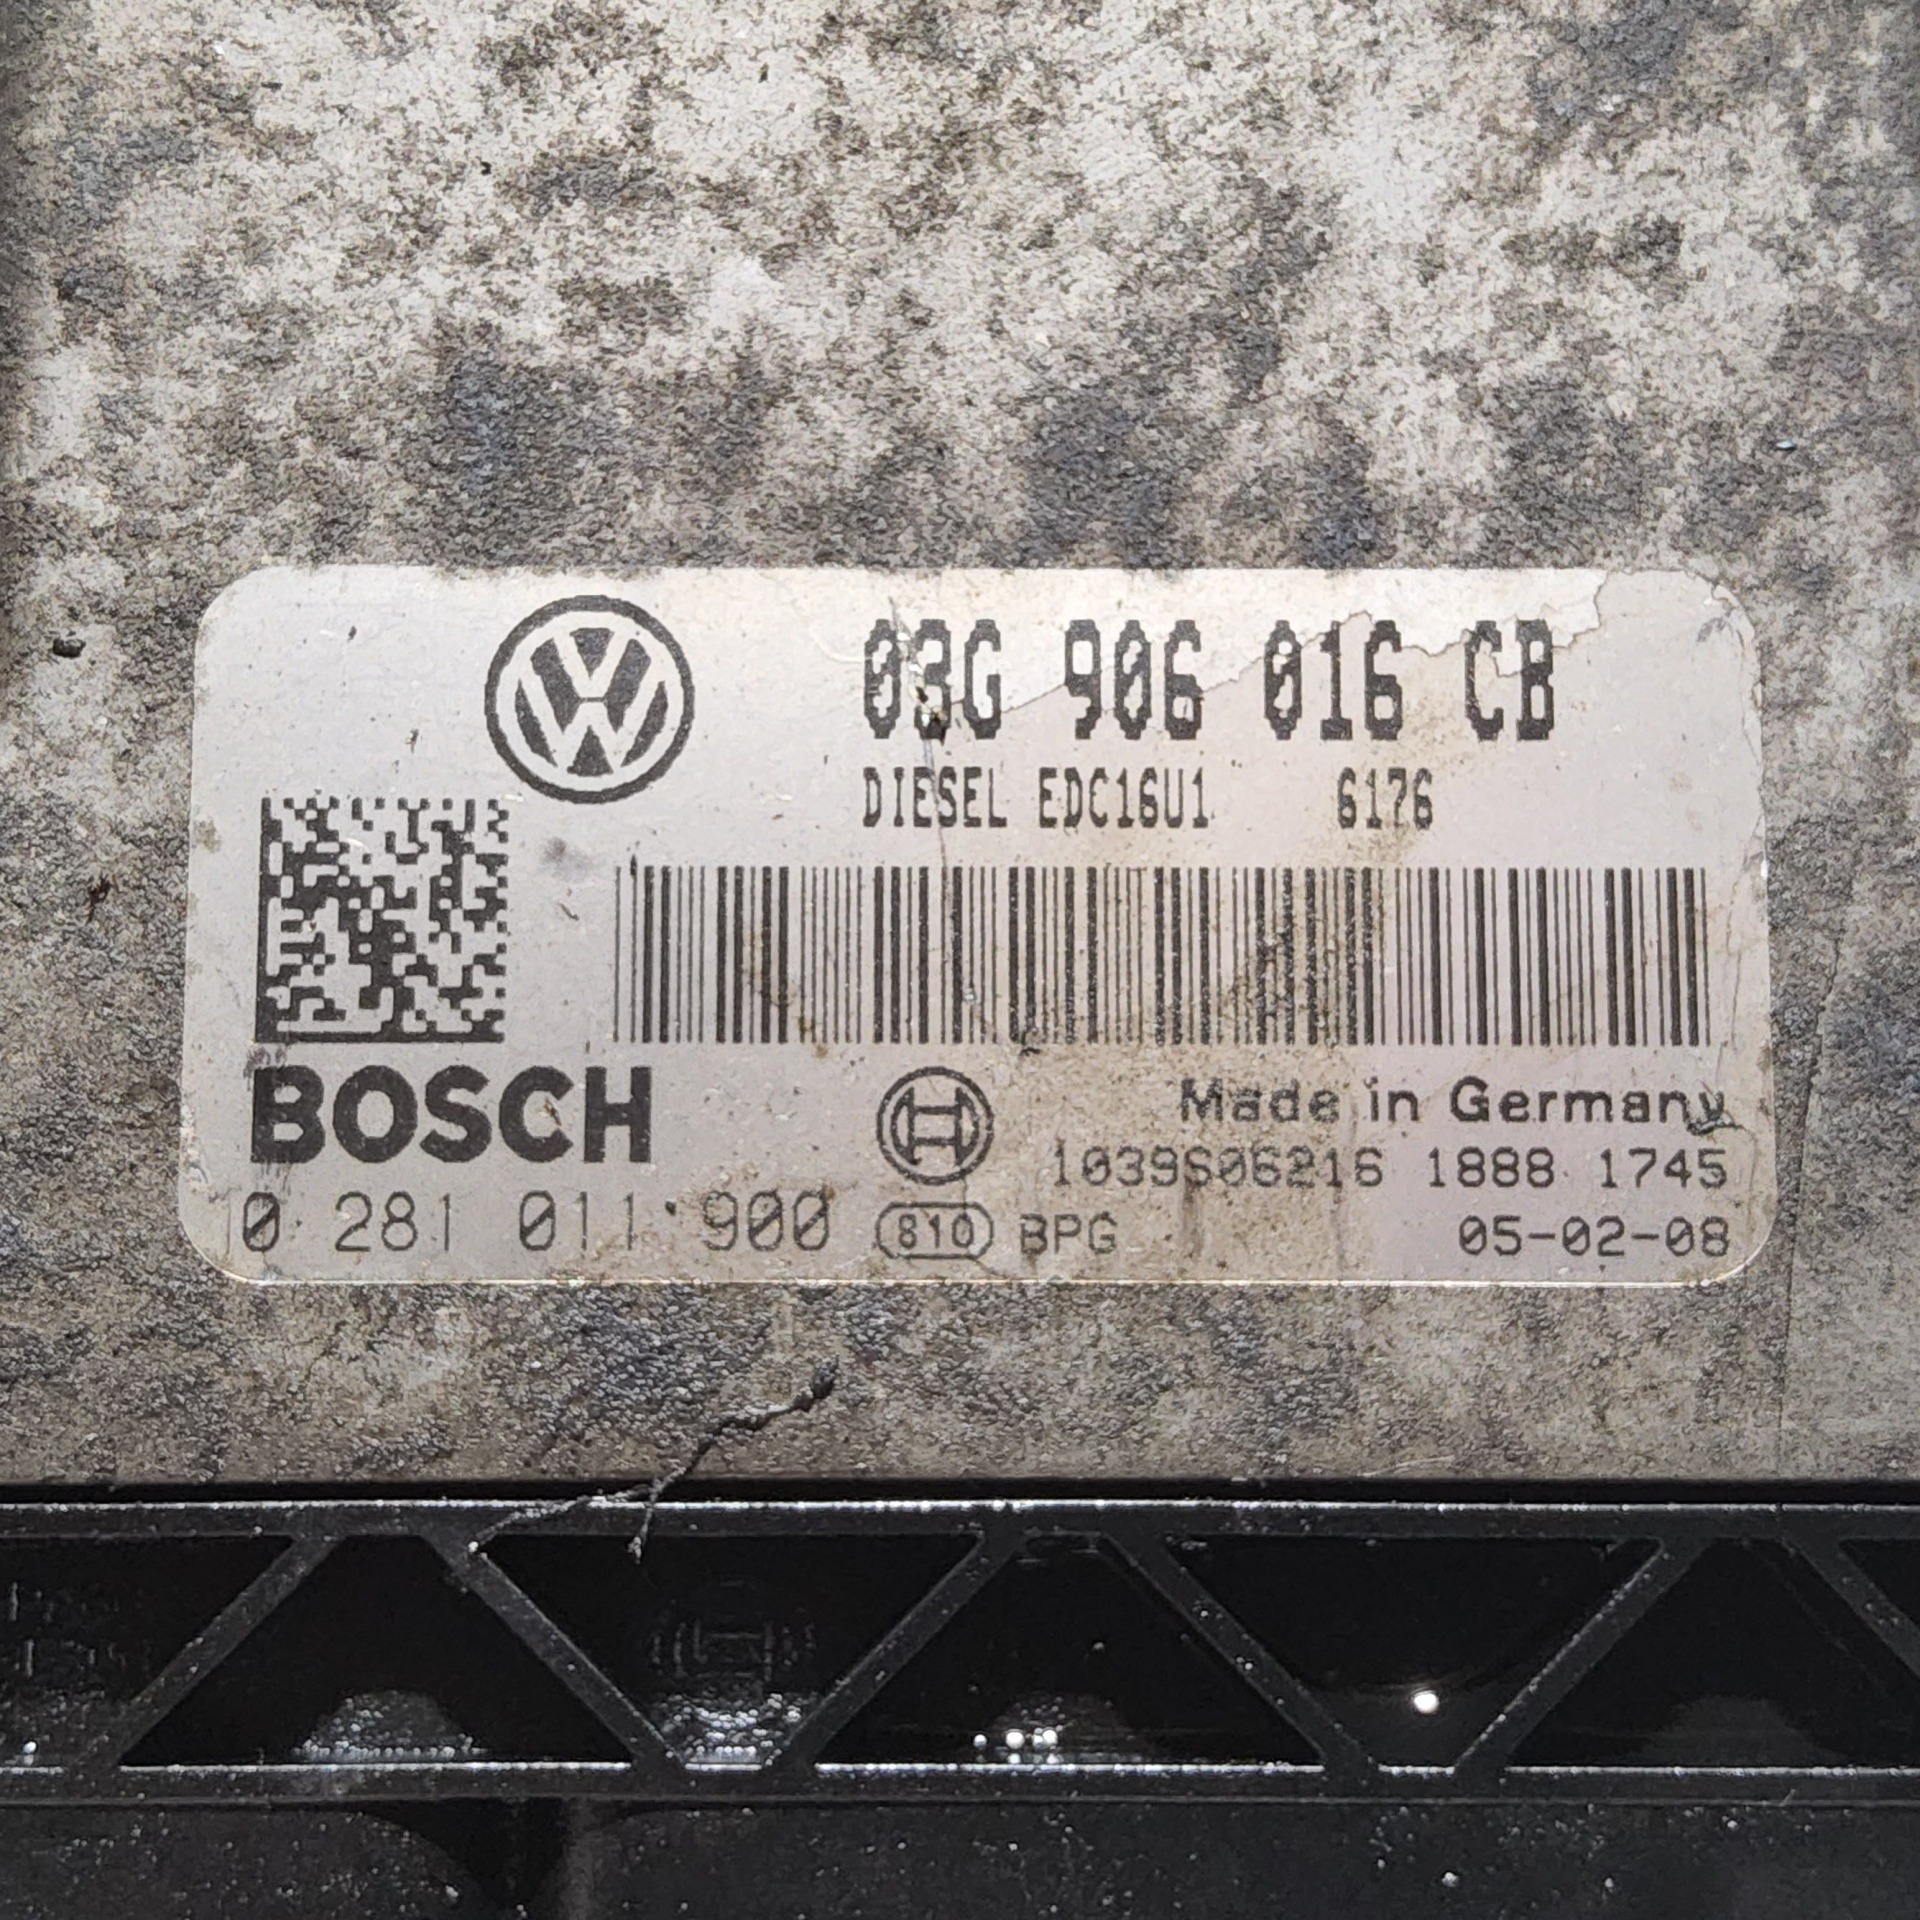 03G 906 016 CB
DIESEL EDC16U1 6176
BOSCH
Made in Germany
1039S06216 1888 1745
0 281 011 900
810 BPG
05-02-08